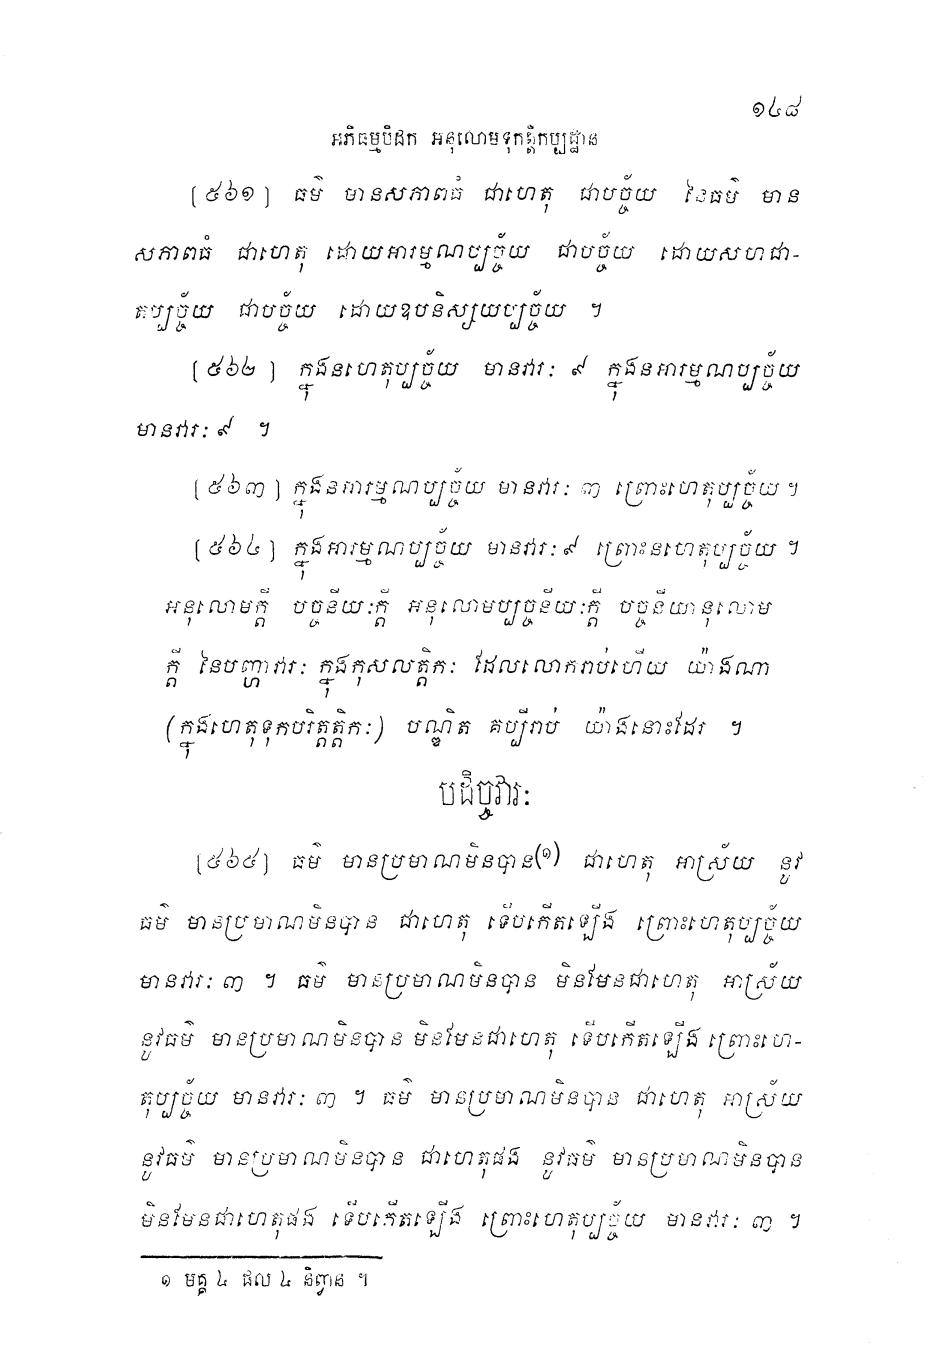 ១៤៨
អភិធម្មបិដក អនុលោមទុកត្តិកប្បដ្ឋាន
[៥៦១] ធម៌ មានសភាពធំ ជាហេតុ ជាបច្ច័យ នៃធម៌ មាន
សភាពធំ ជាហេតុ ដោយអារម្មណប្បច្ច័យ ជាបច្ច័យ ដោយសហជា-
តប្បច្ច័យ ជាបច្ច័យ ដោយឧបនិស្សយប្បច្ច័យ ។
[៥៦២] ក្នុងនហេតុប្បច្ច័យ មានវារៈ ៩ ក្នុងនអារម្មណប្បច្ច័យ
មានវារៈ ៩ ។
[៥៦៣] ក្នុងនអារម្មណប្បច្ច័យ មានវារៈ ៣ ព្រោះហេតុប្បច្ច័យ ។
[៥៦៤] ក្នុងអារម្មណប្បច្ច័យ មានវារៈ ៩ ព្រោះនហេតុប្បច្ច័យ ។
អនុលោមក្តី បច្ចនីយៈក្តី អនុលោមប្បច្ចនីយៈក្តី បច្ចនីយានុលោម
ក្តី នៃបញ្ហាវារៈ ក្នុងកុសលត្តិកៈ ដែលលោករាប់ហើយ យ៉ាងណា
(ក្នុងហេតុទុកបរិត្តត្តិកៈ) បណ្ឌិត គប្បីរាប់ យ៉ាងនោះដែរ ។
បដិច្ចវារៈ
[៥៦៥] ធម៌ មានប្រមាណមិនបាន(១) ជាហេតុ អាស្រ័យ នូវ
ធម៌ មានប្រមាណមិនបាន ជាហេតុ ទើបកើតឡើង ព្រោះហេតុប្បច្ច័យ
មានវារៈ ៣ ។ ធម៌ មានប្រមាណមិនបាន មិនមែនជាហេតុ អាស្រ័យ
នូវធម៌ មានប្រមាណមិនបាន មិនមែនជាហេតុ ទើបកើតឡើង ព្រោះហេ-
តុប្បច្ច័យ មានវារៈ ៣ ។ ធម៌ មានប្រមាណមិនបាន ជាហេតុ អាស្រ័យ
នូវធម៌ មានប្រមាណមិនបាន ជាហេតុផង នូវធម៌ មានប្រមាណមិនបាន
មិនមែនជាហេតុផង ទើបកើតឡើង ព្រោះហេតុប្បច្ច័យ មានវារៈ ៣ ។
១ មគ្គ ៤ ផល ៤ និព្វាន ។